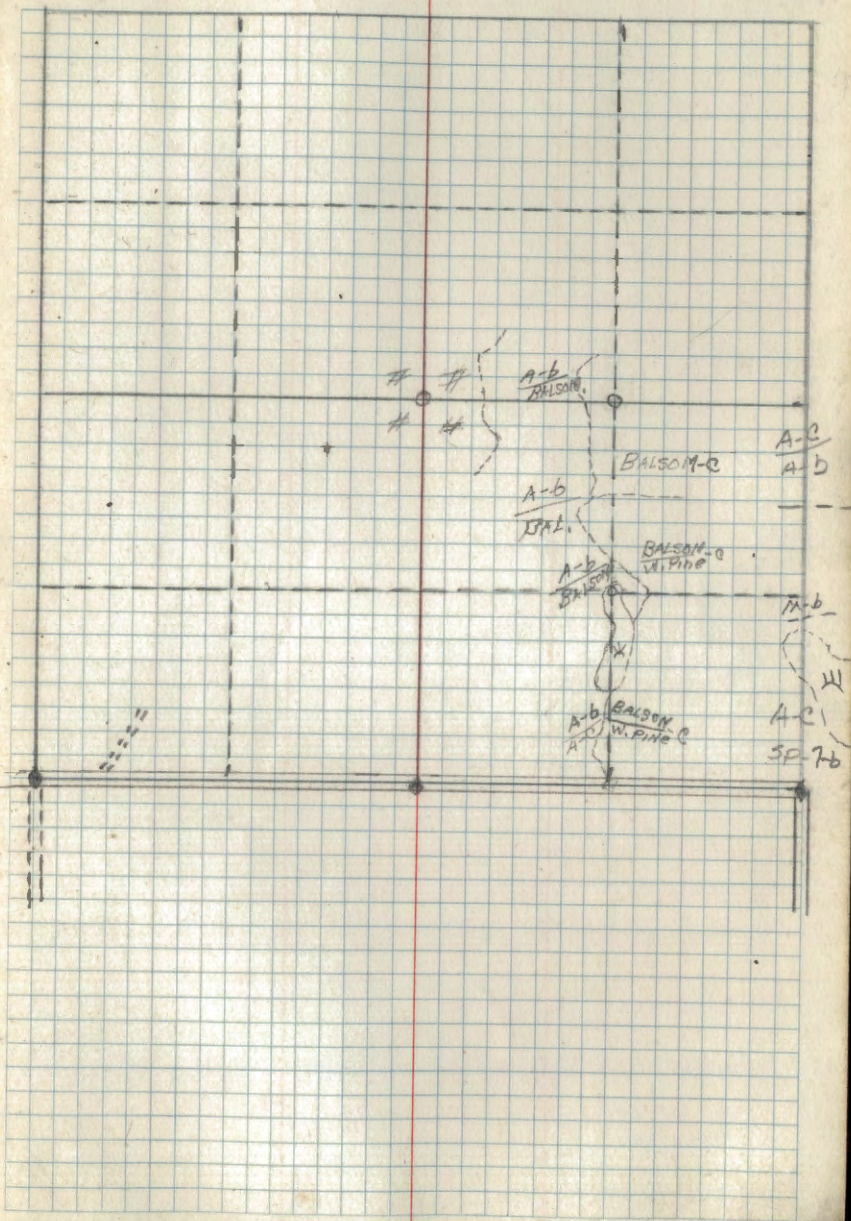 # #
# #
A-b
BALSOM.
BALSOM-C
A-C
A-b
A-b
BAL.
BALSOM-C
W. Pine
A-b
BALSOM
M-b
X
E
A-b
A-C
BALSOM
W. PINE-C
A-C
SP-7-b